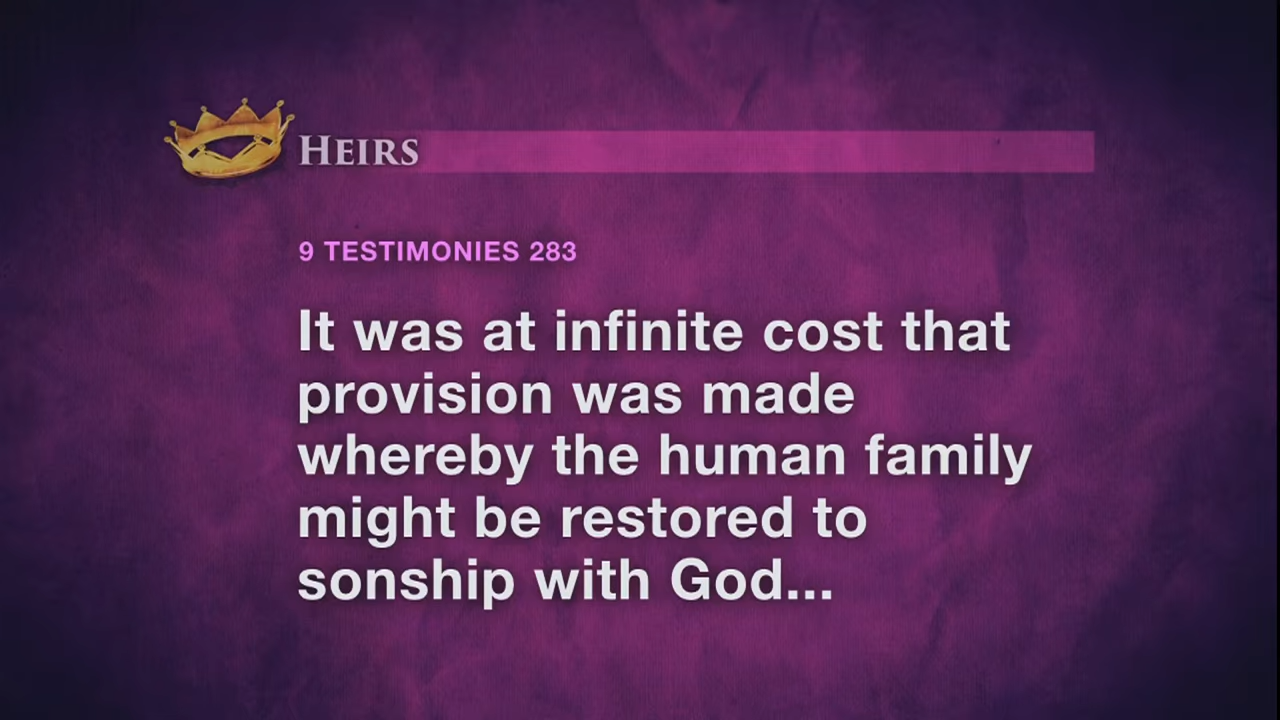 Heirs
9 TESTIMONIES 283
It was at infinite cost that
provision was made
whereby the human family
might be restored to
sonship with God...